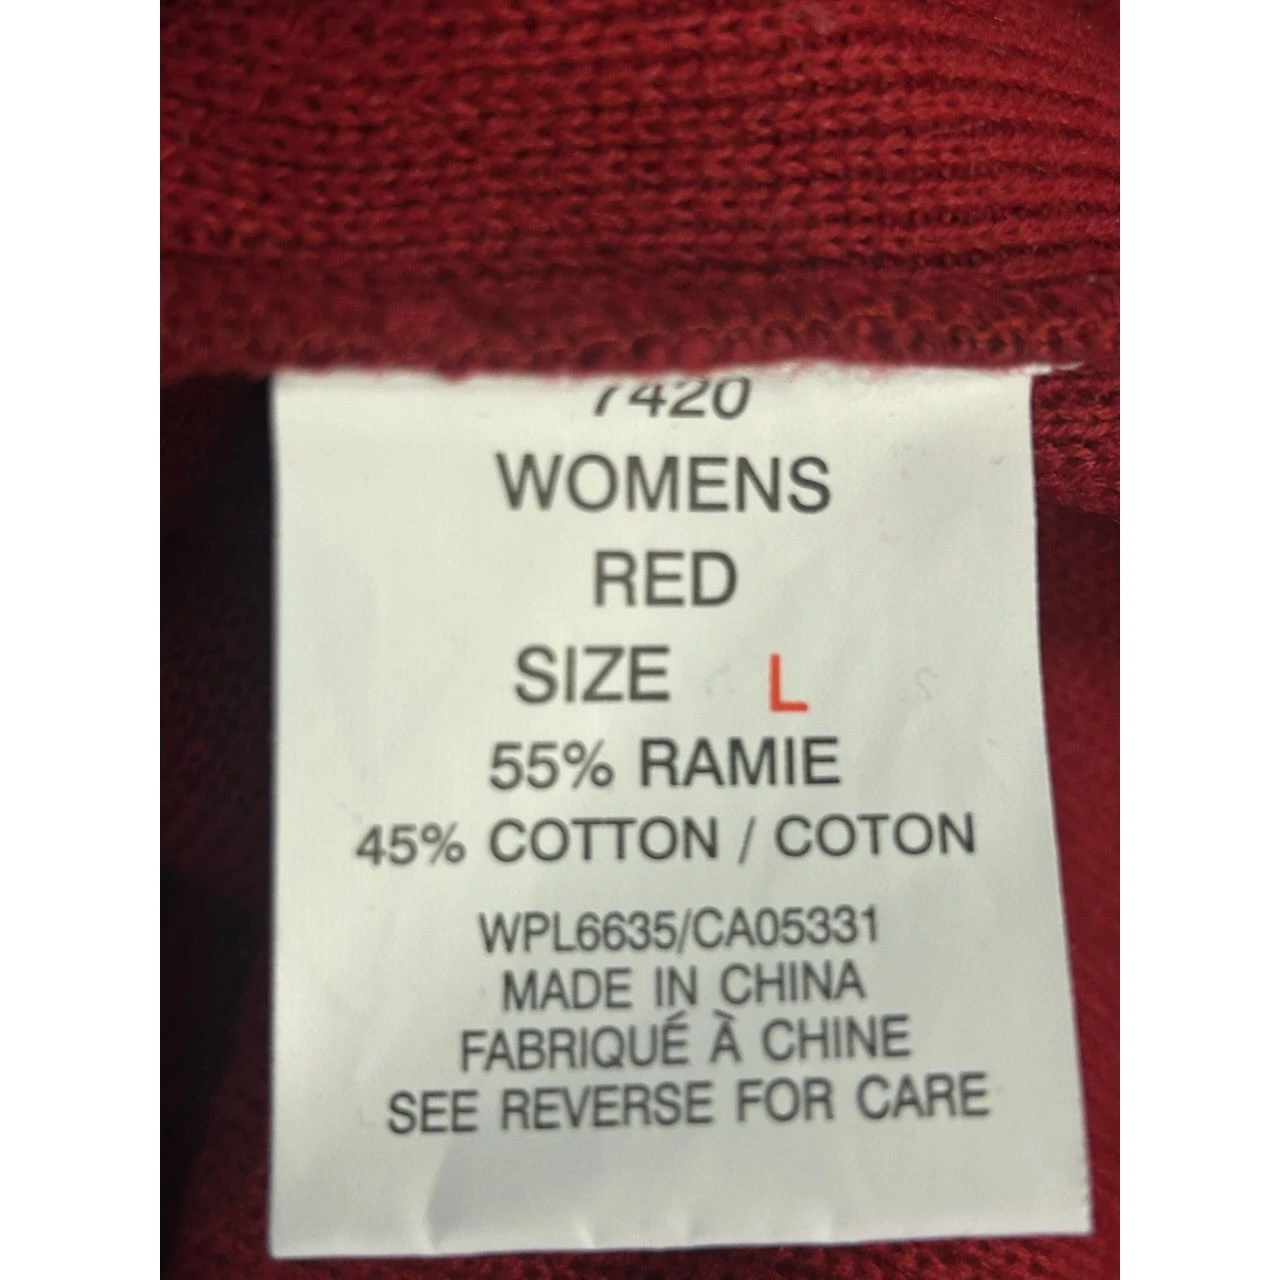 7420
WOMENS
RED
SIZE L
55% RAMIE
45% COTTON / COTON
WPL6635/CA05331
MADE IN CHINA
FABRIQUÉ À CHINE
SEE REVERSE FOR CARE